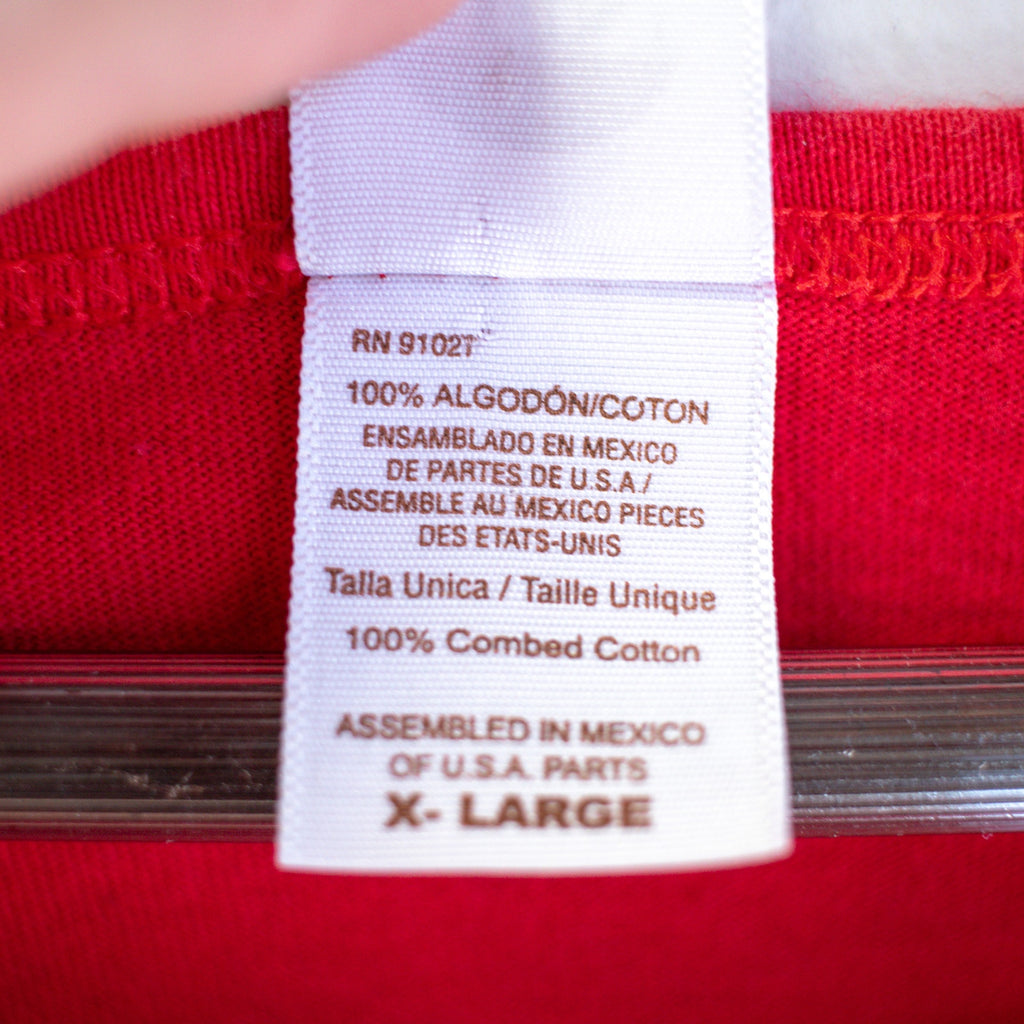 RN 91027
100% ALGODÓN/COTON
ENSAMBLADO EN MEXICO
DE PARTES DE U.S.A./
ASSEMBLE AU MEXICO PIECES
DES ETATS-UNIS
Talla Unica / Taille Unique
100% Combed Cotton
ASSEMBLED IN MEXICO
OF U.S.A. PARTS
X- LARGE